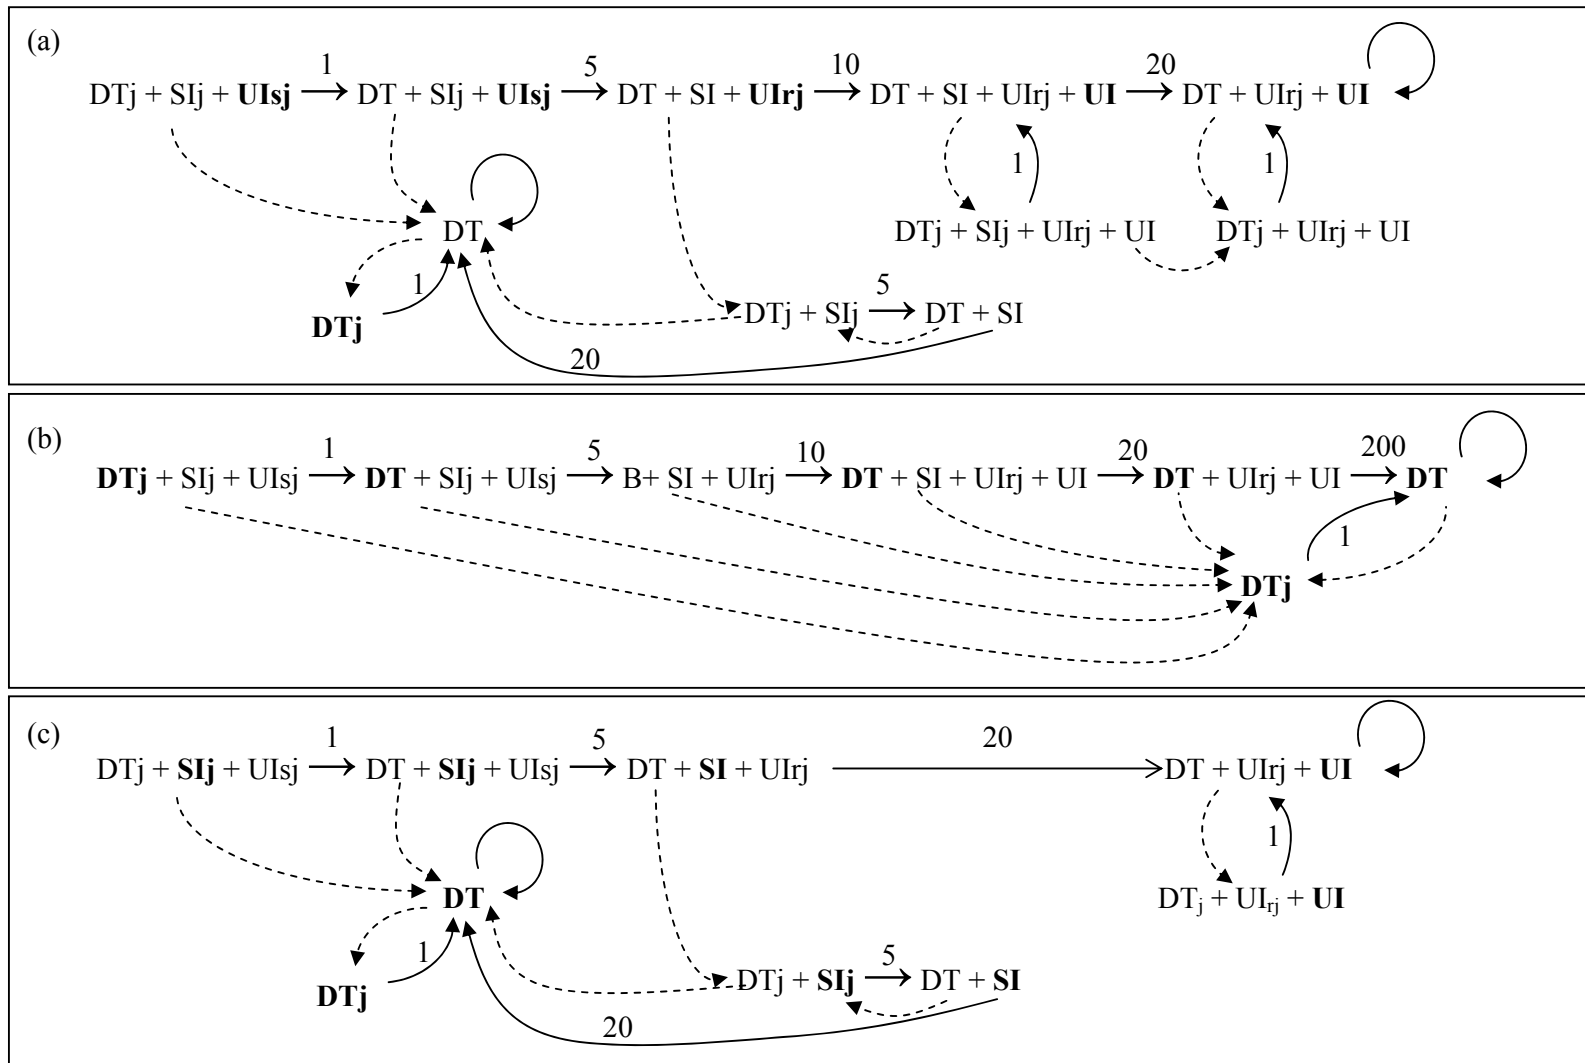 (a)
1 5 10 20
DTj + SIj + UIsj DT + SIj + UIsj DT + SI + UIrj DT + SI + UIrj + UI DT + UIrj + UI
1 1
DT DTj + SIj + UIrj + UI DTj + UIrj + UI
1 5
DTj DTj + SIj DT + SI
20
(b)
1 5 10 20 200
DTj + SIj + UIsj DT + SIj + UIsj B+ SI + UIrj DT + SI + UIrj + UI DT + UIrj + UI DT
1
DTj
(c)
1 5 20
DTj + SIj + UIsj DT + SIj + UIsj DT + SI + UIrj DT + UIrj + UI
1
DT DTj + UIrj + UI
1 5
DTj DTj + SIj DT + SI
20